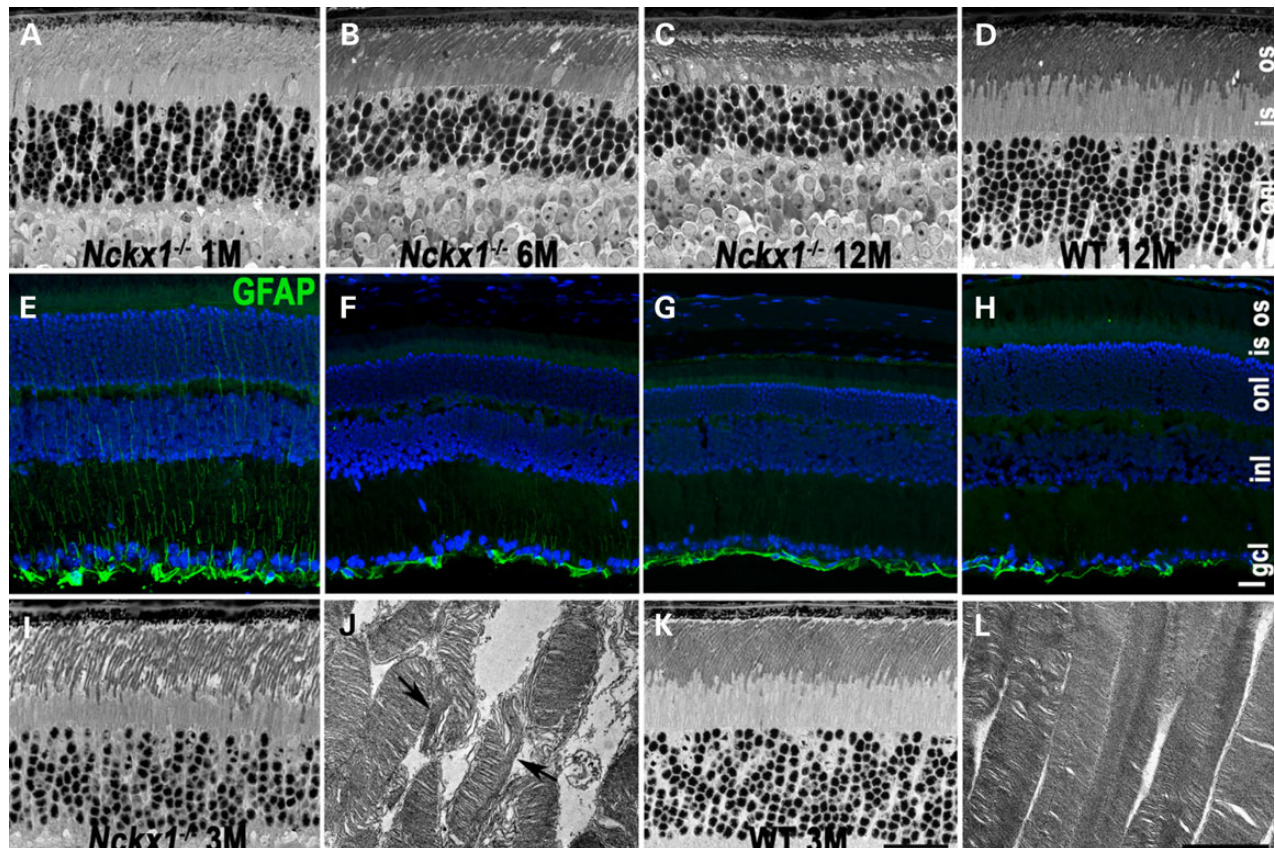 A
B
C
D
Nckx1-/- 1M
Nckx1-/- 6M
Nckx1-/- 12M
WT 12M
os
is
onl
E
GFAP
F
G
H
is os
onl
inl
gcl
I
J
K
L
Nckx1-/- 3M
WT 3M